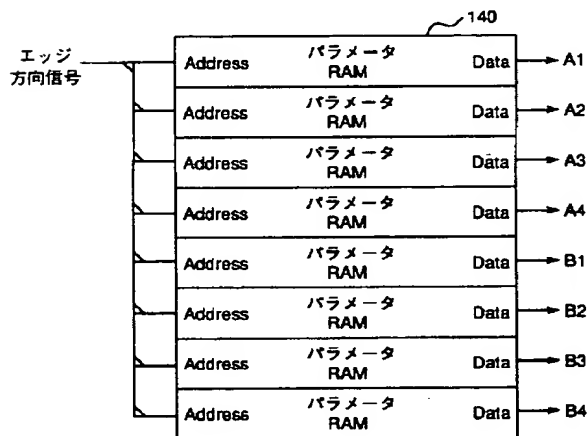 140
エッジ
方向信号
Address パラメータ RAM Data A1
Address パラメータ RAM Data A2
Address パラメータ RAM Data A3
Address パラメータ RAM Data A4
Address パラメータ RAM Data B1
Address パラメータ RAM Data B2
Address パラメータ RAM Data B3
Address パラメータ RAM Data B4